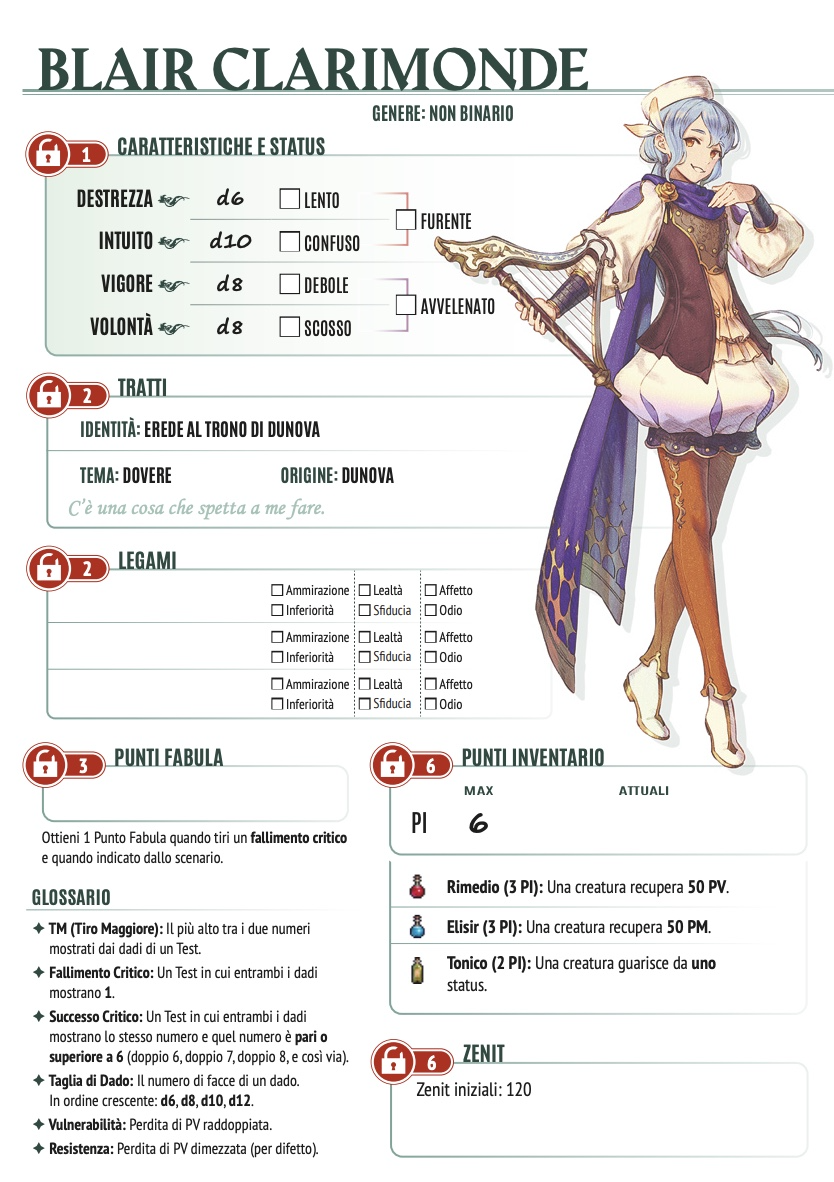 BLAIR CLARIMONDE
GENERE: NON BINARIO
1 CARATTERISTICHE E STATUS
DESTREZZA d6 LENTO
FURENTE
INTUITO d10 CONFUSO
VIGORE d8 DEBOLE
AVVELENATO
VOLONTÀ d8 SCOSSO
2 TRATTI
IDENTITÀ: EREDE AL TRONO DI DUNOVA
TEMA: DOVERE ORIGINE: DUNOVA
C'è una cosa che spetta a me fare.
2 LEGAMI
Ammirazione Lealtà Affetto
Inferiorità Sfiducia Odio
Ammirazione Lealtà Affetto
Inferiorità Sfiducia Odio
Ammirazione Lealtà Affetto
Inferiorità Sfiducia Odio
3 PUNTI FABULA
Ottieni 1 Punto Fabula quando tiri un fallimento critico
e quando indicato dallo scenario.
GLOSSARIO
✦ TM (Tiro Maggiore): Il più alto tra i due numeri
mostrati dai dadi di un Test.
✦ Fallimento Critico: Un Test in cui entrambi i dadi
mostrano 1.
✦ Successo Critico: Un Test in cui entrambi i dadi
mostrano lo stesso numero e quel numero è pari o
superiore a 6 (doppio 6, doppio 7, doppio 8, e così via).
✦ Taglia di Dado: Il numero di facce di un dado.
In ordine crescente: d6, d8, d10, d12.
✦ Vulnerabilità: Perdita di PV raddoppiata.
✦ Resistenza: Perdita di PV dimezzata (per difetto).
6 PUNTI INVENTARIO
MAX ATTUALI
PI 6
Rimedio (3 PI): Una creatura recupera 50 PV.
Elisir (3 PI): Una creatura recupera 50 PM.
Tonico (2 PI): Una creatura guarisce da uno
status.
6 ZENIT
Zenit iniziali: 120